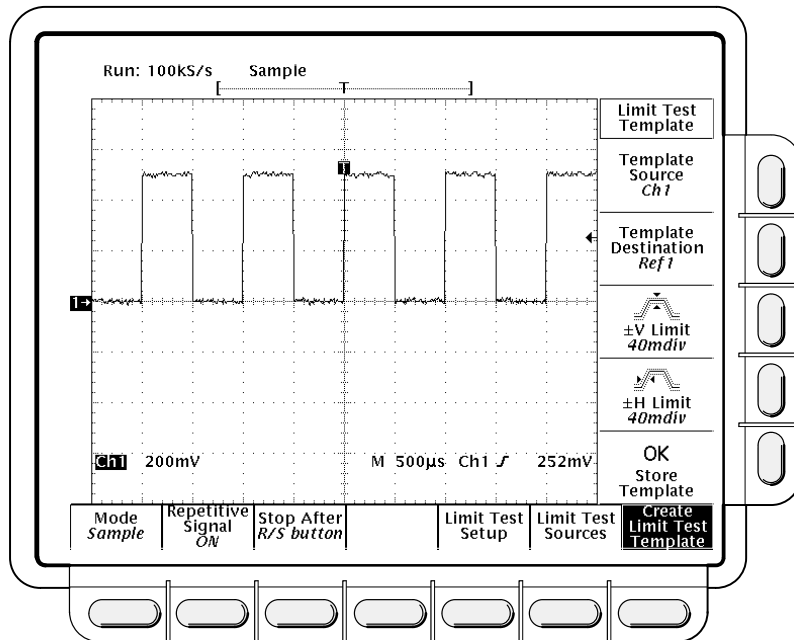 Run: 100kS/s Sample
[ T ]
Limit Test
Template
Template
Source
Ch1
T
Template
Destination
Ref1
1→
±V Limit
40mdiv
±H Limit
40mdiv
OK
Store
Template
Ch1 200mV M 500µs Ch1 252mV
Mode
Sample
Repetitive
Signal
ON
Stop After
R/S button
Limit Test
Setup
Limit Test
Sources
Create
Limit Test
Template